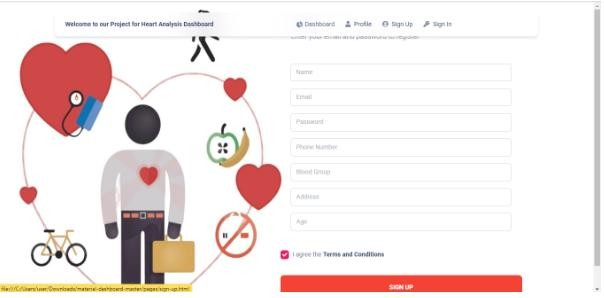 Welcome to our Project for Heart Analysis Dashboard
Dashboard Profile Sign Up Sign In
Enter your email and password to register
Name
Email
Password
Phone Number
Blood Group
Address
Age
I agree the Terms and Conditions
SIGN UP
file:///C:/Users/user/Downloads/material-dashboard-master/pages/sign-up.html